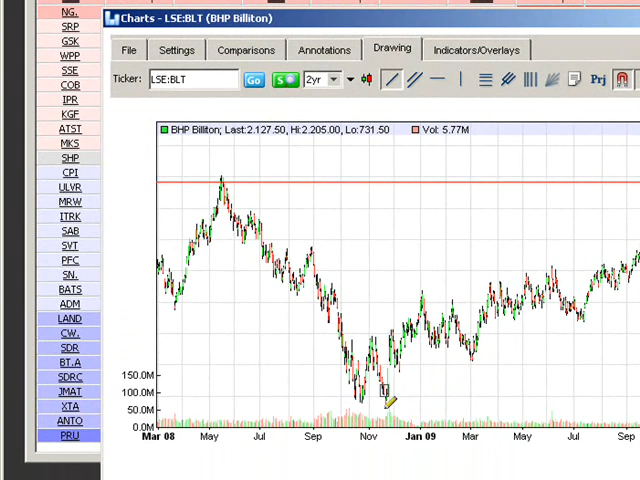 NG.
SRP
GSK
WPP
SSE
COB
IPR
KGF
ATST
MKS
SHP
CPI
ULVR
MRW
ITRK
SAB
SVT
PFC
SN.
BATS
ADM
LAND
CW.
SDR
BT.A
SDRC
JMAT
XTA
ANTO
PRU
Charts - LSE:BLT (BHP Billiton)
File Settings Comparisons Annotations Drawing Indicators/Overlays
Ticker: LSE:BLT Go S 2yr Prj
BHP Billiton; Last:2.127.50, Hi:2.205.00, Lo:731.50 Vol: 5.77M
150.0M
100.0M
50.0M
0.0M
Mar 08 May Jul Sep Nov Jan 09 Mar May Jul Sep